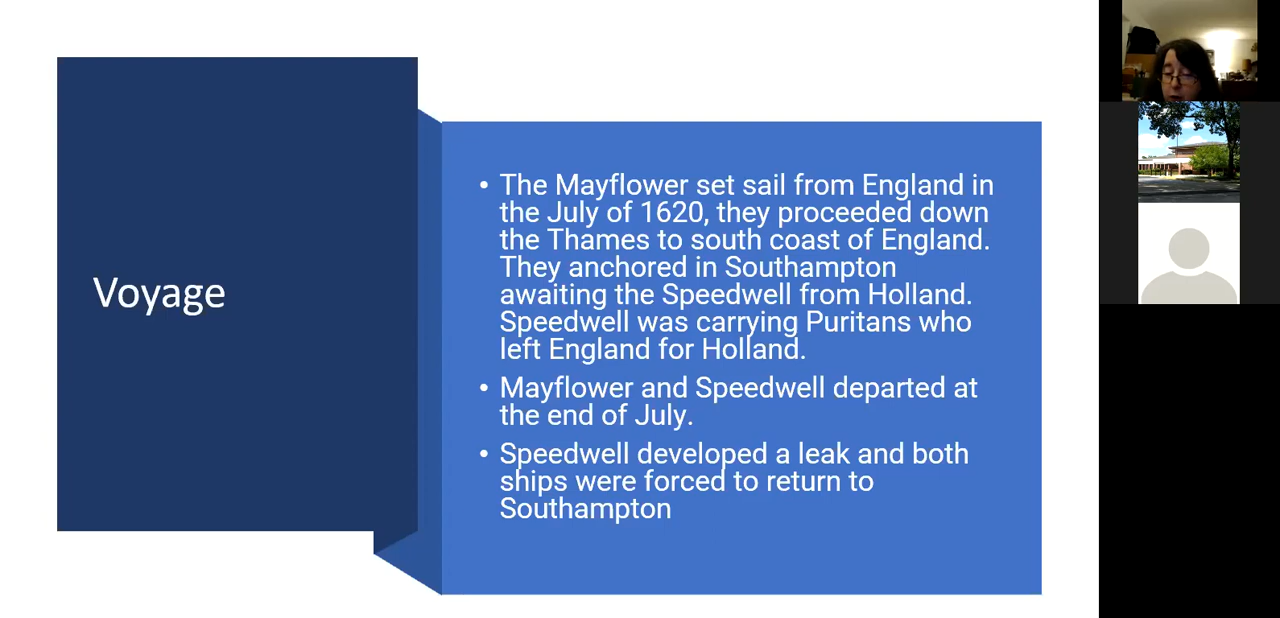 Voyage
• The Mayflower set sail from England in
the July of 1620, they proceeded down
the Thames to south coast of England.
They anchored in Southampton
awaiting the Speedwell from Holland.
Speedwell was carrying Puritans who
left England for Holland.
• Mayflower and Speedwell departed at
the end of July.
• Speedwell developed a leak and both
ships were forced to return to
Southampton